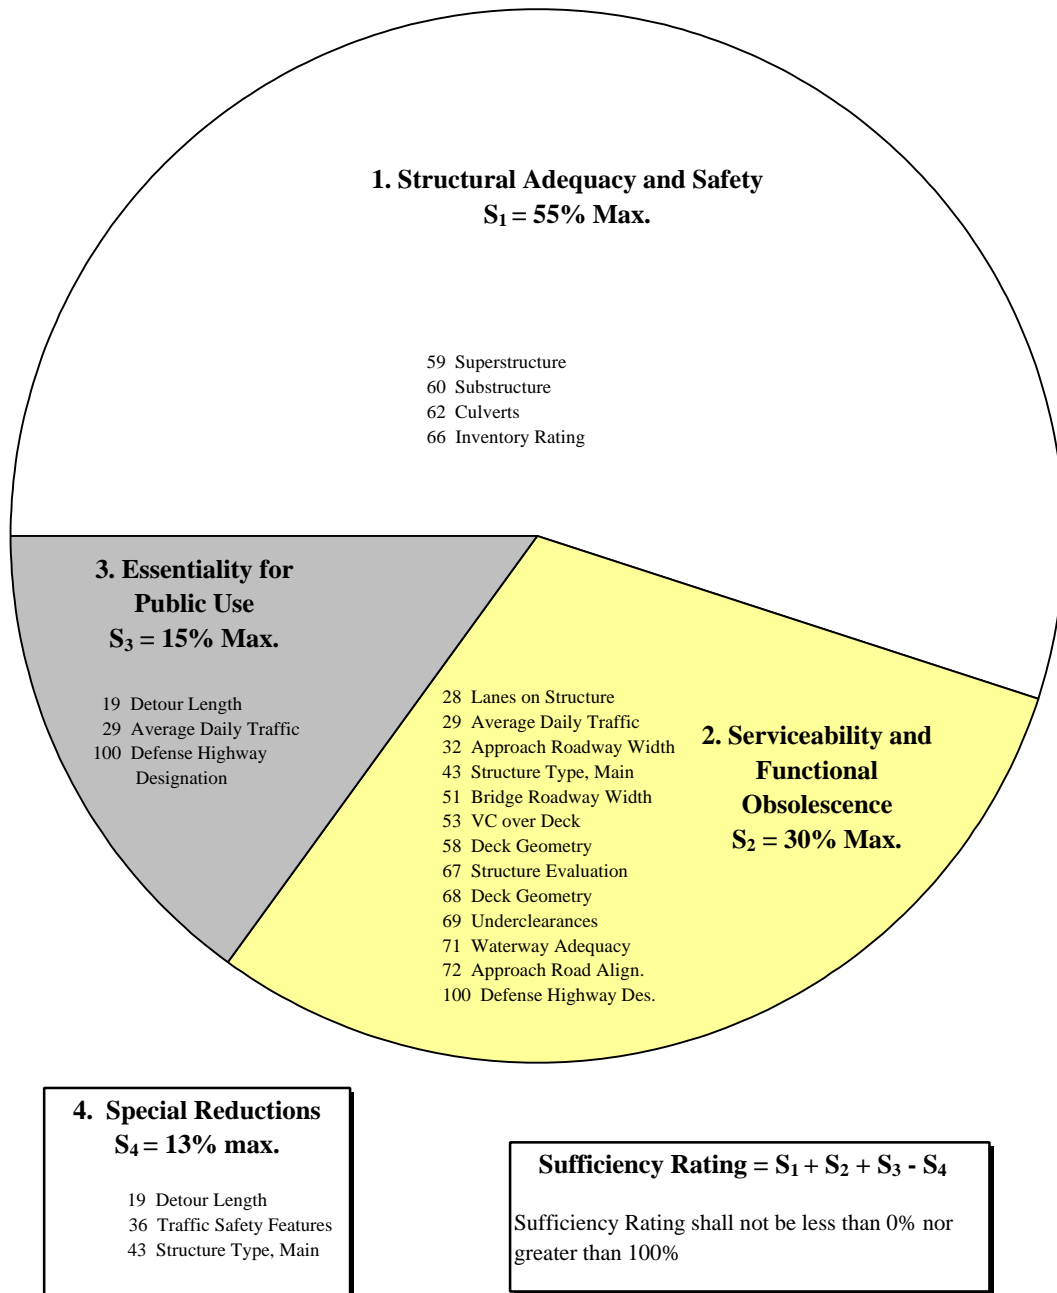 1. Structural Adequacy and Safety
S₁ = 55% Max.
59 Superstructure
60 Substructure
62 Culverts
66 Inventory Rating
3. Essentiality for
Public Use
S₃ = 15% Max.
19 Detour Length
29 Average Daily Traffic
100 Defense Highway
Designation
28 Lanes on Structure
29 Average Daily Traffic
32 Approach Roadway Width
43 Structure Type, Main
51 Bridge Roadway Width
53 VC over Deck
58 Deck Geometry
67 Structure Evaluation
68 Deck Geometry
69 Underclearances
71 Waterway Adequacy
72 Approach Road Align.
100 Defense Highway Des.
2. Serviceability and
Functional
Obsolescence
S₂ = 30% Max.
4. Special Reductions
S₄ = 13% max.
19 Detour Length
36 Traffic Safety Features
43 Structure Type, Main
Sufficiency Rating = S₁ + S₂ + S₃ - S₄
Sufficiency Rating shall not be less than 0% nor
greater than 100%